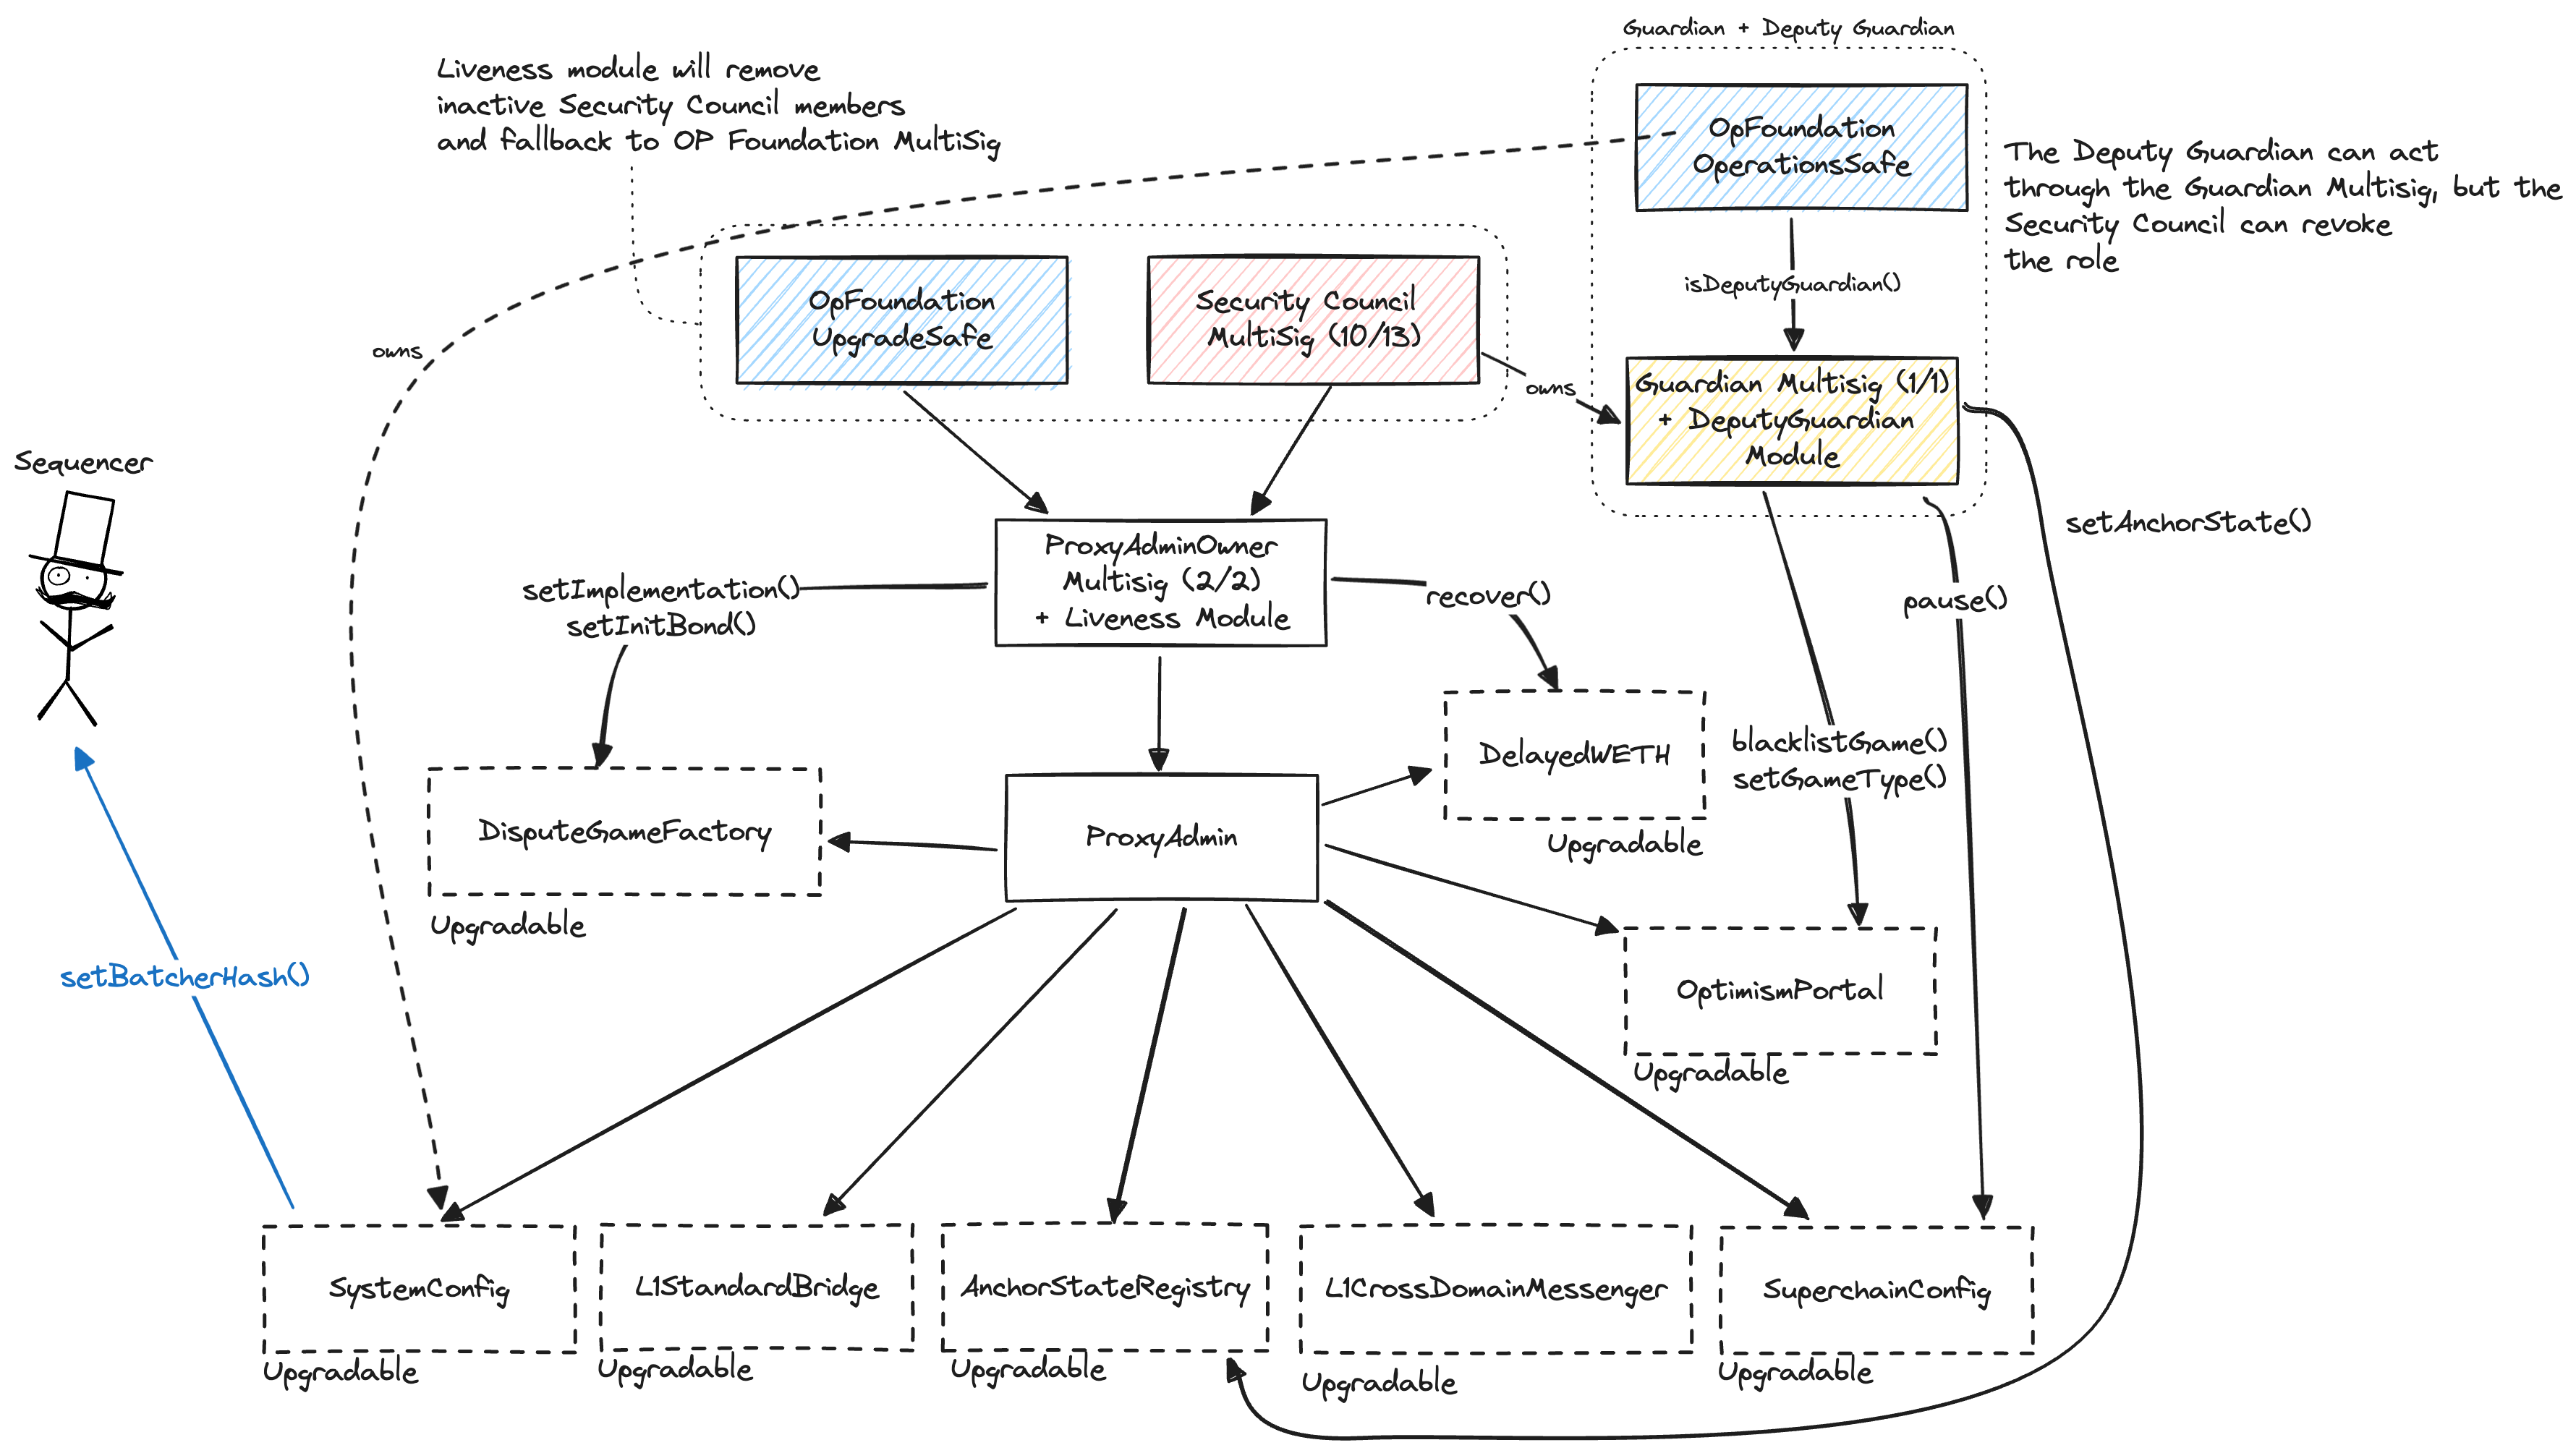 Guardian + Deputy Guardian
Liveness module will remove
inactive Security Council members
and fallback to OP Foundation MultiSig
OpFoundation
OperationsSafe
The Deputy Guardian can act
through the Guardian Multisig, but the
Security Council can revoke
the role
isDeputyGuardian()
OpFoundation
UpgradeSafe
Security Council
MultiSig (10/13)
owns
owns
Guardian Multisig (1/1)
+ DeputyGuardian
Module
Sequencer
setAnchorState()
ProxyAdminOwner
Multisig (2/2)
+ Liveness Module
setImplementation()
setInitBond()
recover()
pause()
DelayedWETH
Upgradable
blacklistGame()
setGameType()
DisputeGameFactory
Upgradable
ProxyAdmin
setBatcherHash()
OptimismPortal
Upgradable
SystemConfig
Upgradable
L1StandardBridge
Upgradable
AnchorStateRegistry
Upgradable
L1CrossDomainMessenger
Upgradable
SuperchainConfig
Upgradable